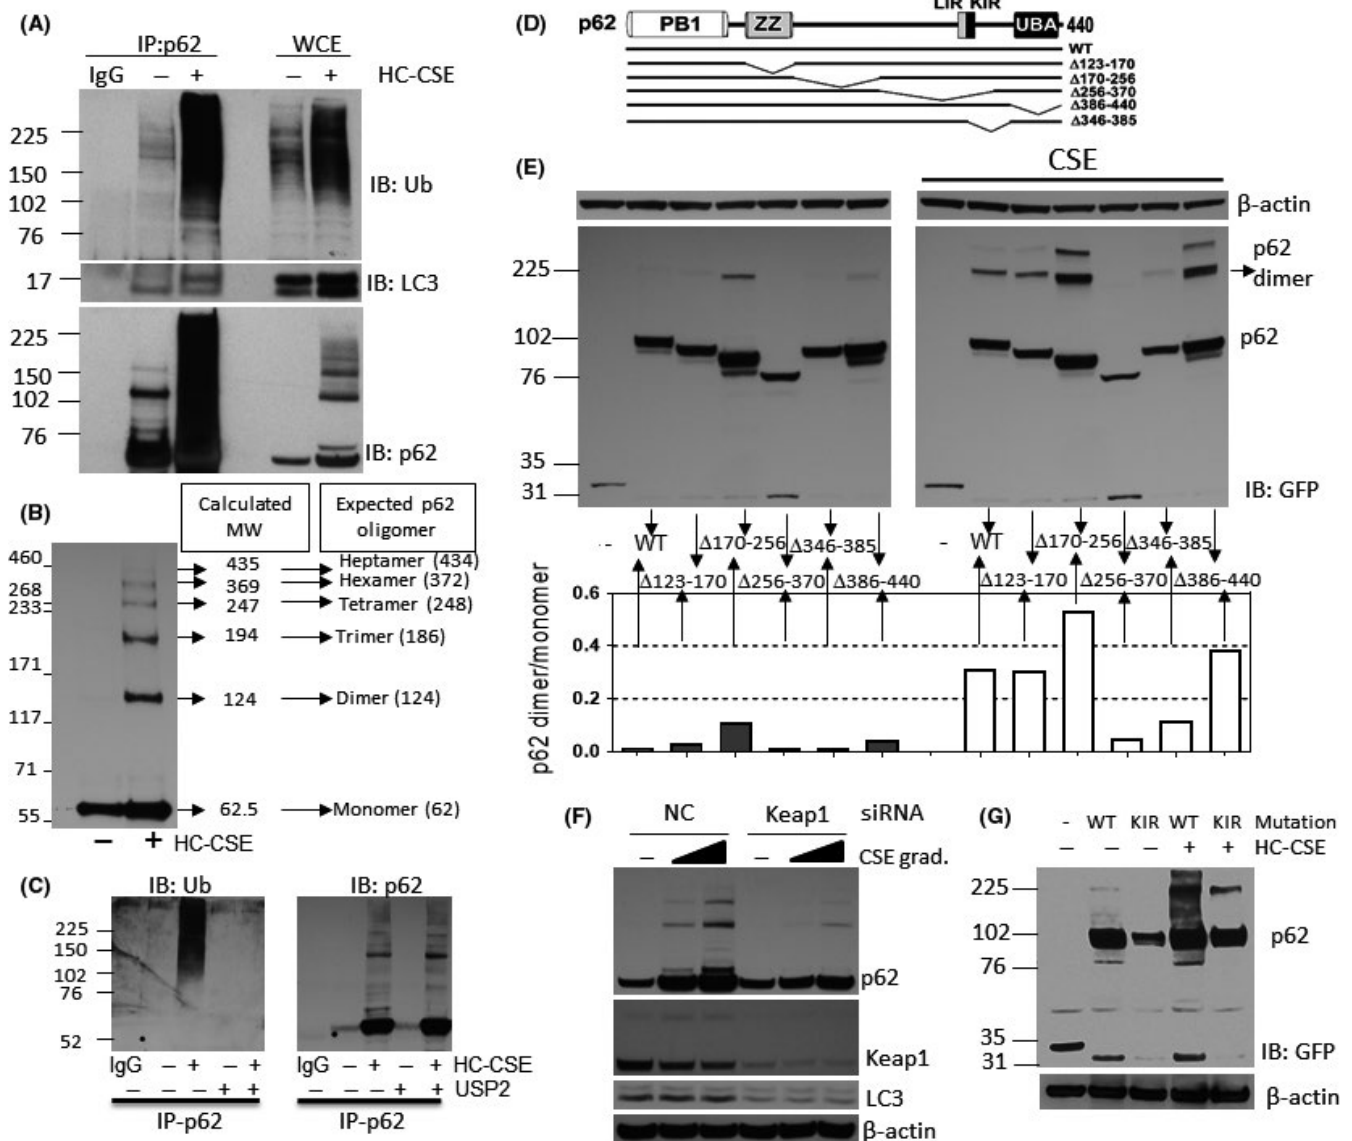 (A)
IP:p62 WCE
IgG – + – + HC-CSE
225
150
102
76
IB: Ub
17
IB: LC3
225
150
102
76
IB: p62
(B)
Calculated MW
Expected p62 oligomer
460
268
233
171
117
71
55
435 Heptamer (434)
369 Hexamer (372)
247 Tetramer (248)
194 Trimer (186)
124 Dimer (124)
62.5 Monomer (62)
– + HC-CSE
(C)
IB: Ub IB: p62
225
150
102
76
52
IgG – + – + IgG – + – + HC-CSE
– – – + + – – – + + USP2
IP-p62 IP-p62
(D)
LIR KIR
p62 PB1 ZZ UBA 440
WT
Δ123-170
Δ170-256
Δ256-370
Δ386-440
Δ346-385
(E)
CSE
β-actin
225
102
76
35
31
p62
dimer
p62
IB: GFP
-- WT Δ170-256 Δ346-385 - WT Δ170-256 Δ346-385
Δ123-170 Δ256-370 Δ386-440 Δ123-170 Δ256-370 Δ386-440
p62 dimer/monomer
0.6
0.4
0.2
0.0
(F)
NC Keap1 siRNA
– – CSE grad.
p62
Keap1
LC3
β-actin
(G)
- WT KIR WT KIR Mutation
– – – + + HC-CSE
225
102
76
35
31
p62
IB: GFP
β-actin